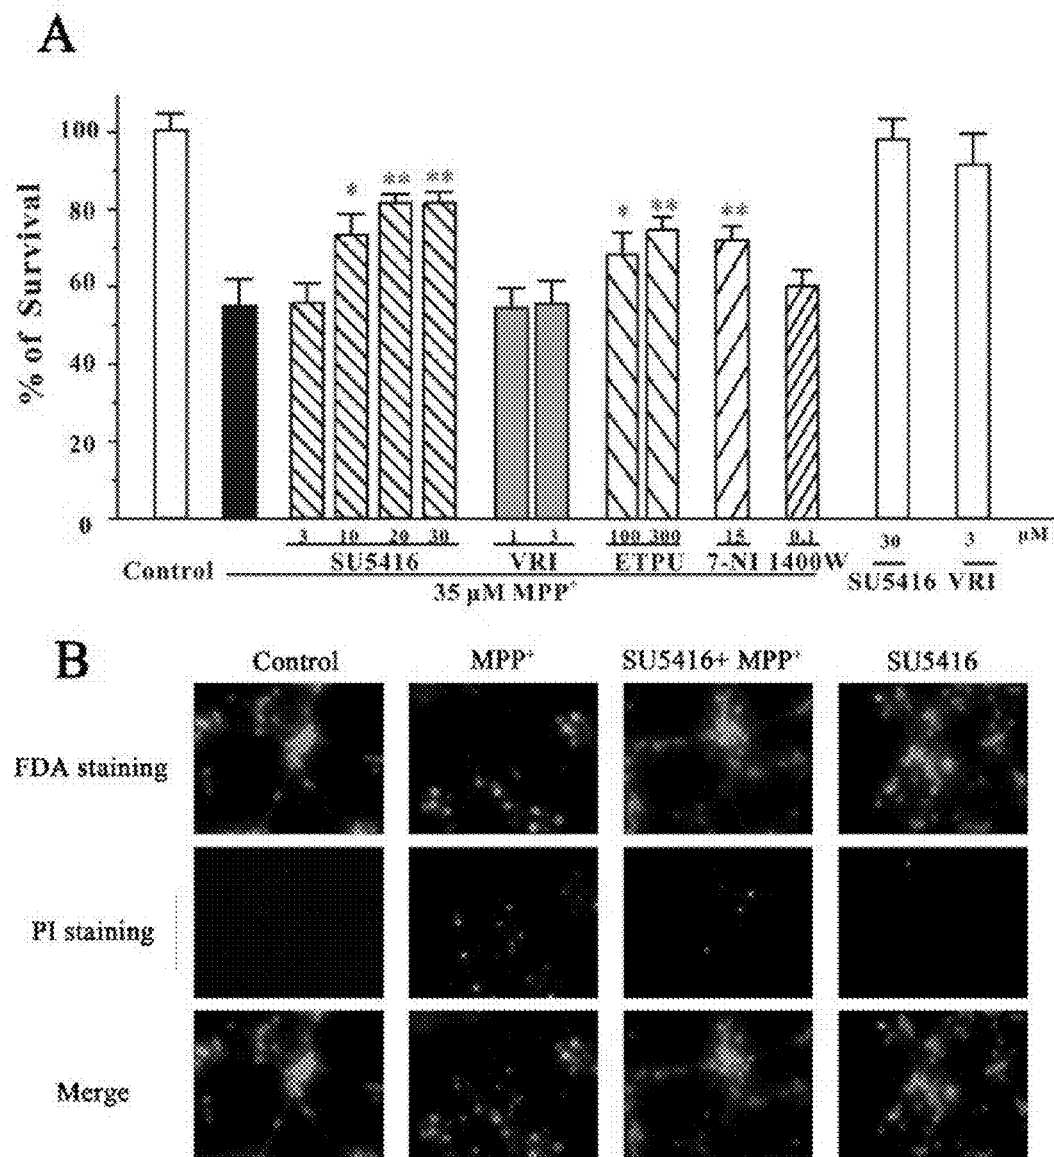 A
% of Survival
100
80
60
40
20
0
* ** ** * ** **
3 10 20 30 1 3 100 300 15 0.1 30 3 µM
Control SU5416 VRI ETPU 7-NI 1400W SU5416 VRI
35 µM MPP⁺
B
Control MPP⁺ SU5416+ MPP⁺ SU5416
FDA staining
PI staining
Merge